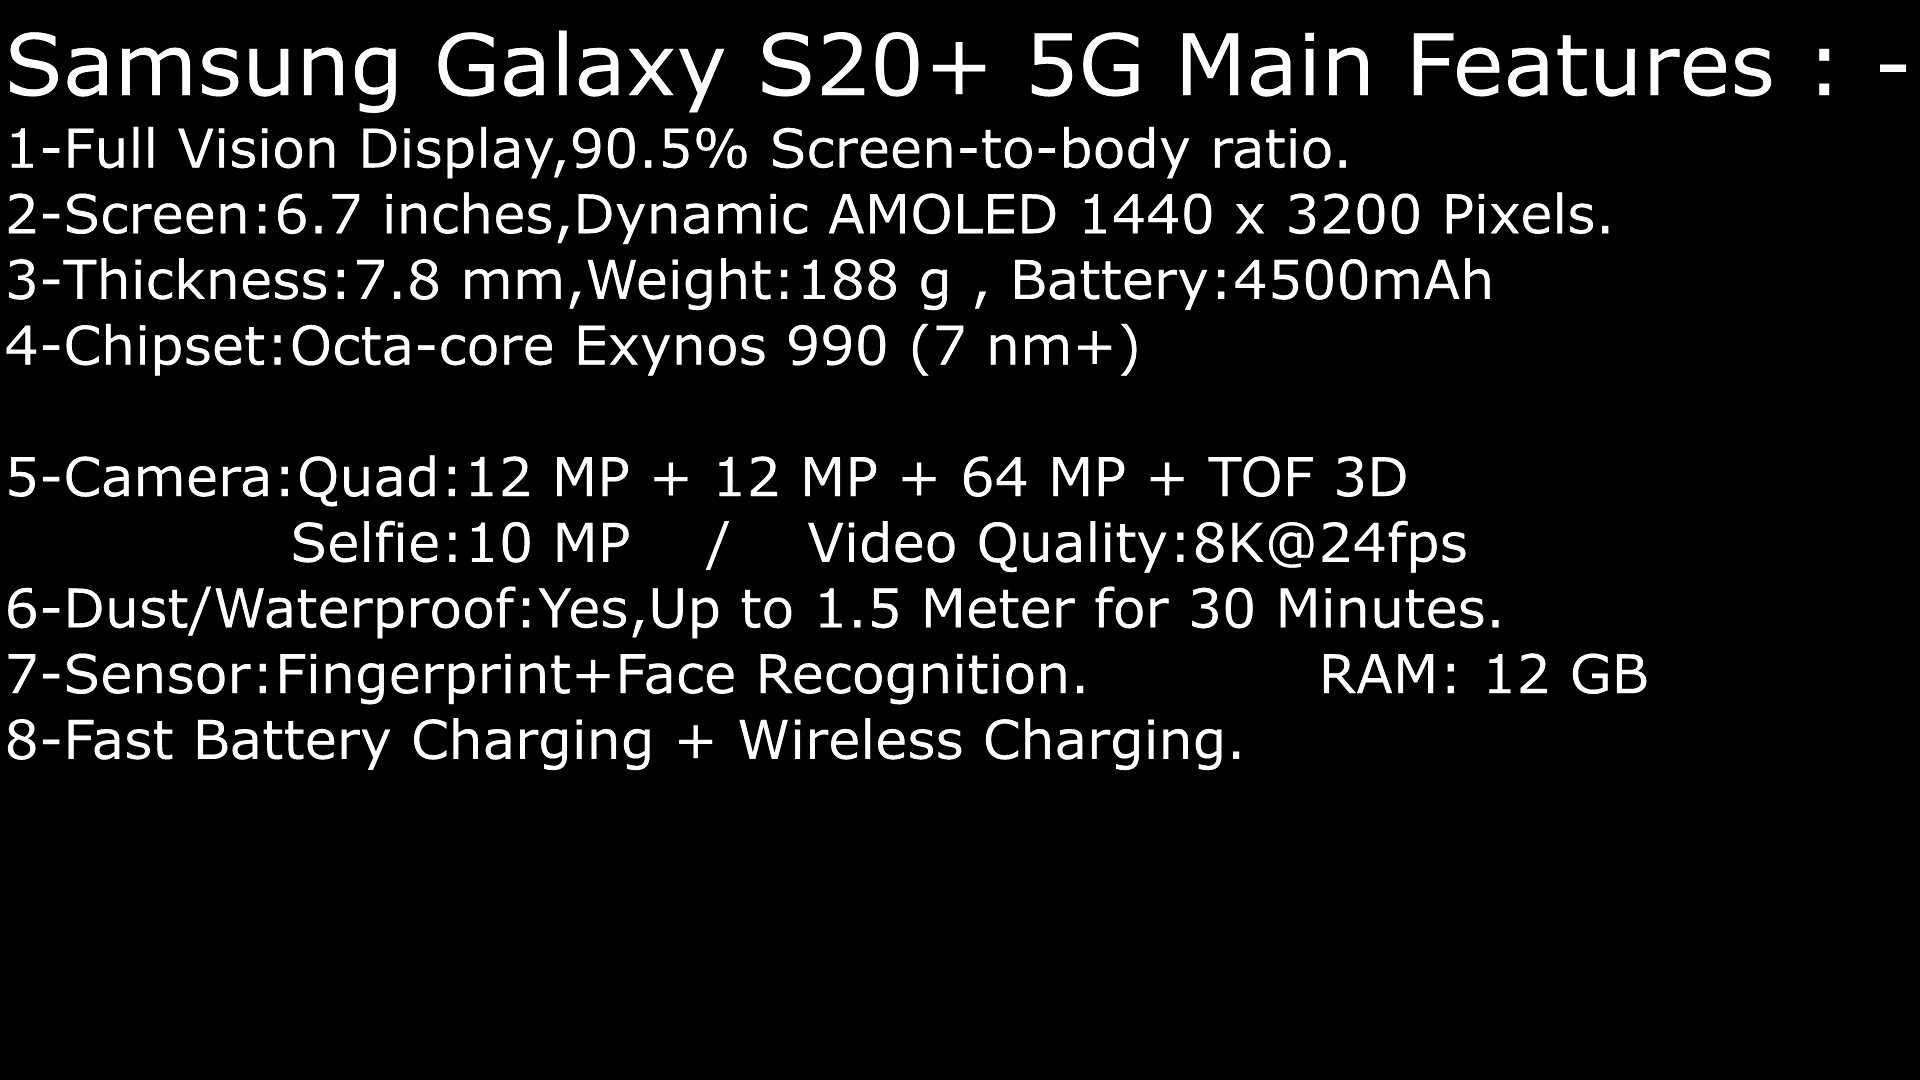 Samsung Galaxy S20+ 5G Main Features : -
1-Full Vision Display,90.5% Screen-to-body ratio.
2-Screen:6.7 inches,Dynamic AMOLED 1440 x 3200 Pixels.
3-Thickness:7.8 mm,Weight:188 g , Battery:4500mAh
4-Chipset:Octa-core Exynos 990 (7 nm+)
5-Camera:Quad:12 MP + 12 MP + 64 MP + TOF 3D
Selfie:10 MP / Video Quality:8K@24fps
6-Dust/Waterproof:Yes,Up to 1.5 Meter for 30 Minutes.
7-Sensor:Fingerprint+Face Recognition. RAM: 12 GB
8-Fast Battery Charging + Wireless Charging.